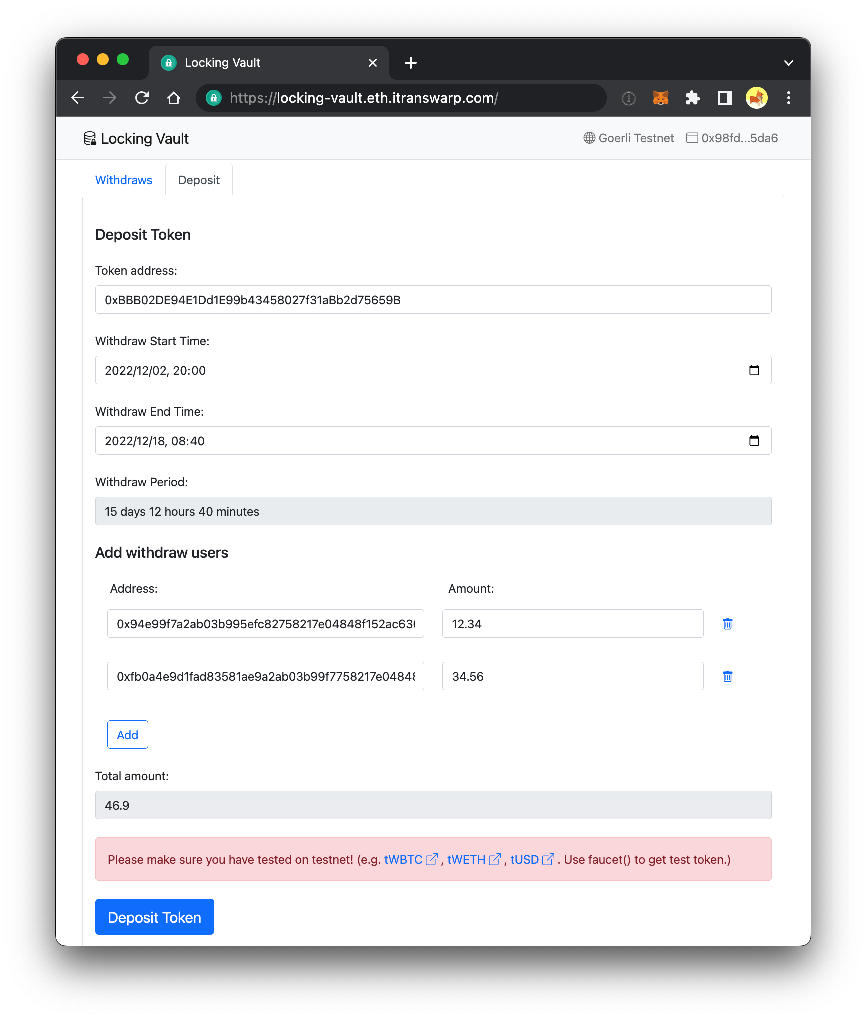 Locking Vault
https://locking-vault.eth.itranswarp.com/
Locking Vault Goerli Testnet 0x98fd...5da6
Withdraws Deposit
Deposit Token
Token address:
0xBBB02DE94E1Dd1E99b43458027f31aBb2d75659B
Withdraw Start Time:
2022/12/02, 20:00
Withdraw End Time:
2022/12/18, 08:40
Withdraw Period:
15 days 12 hours 40 minutes
Add withdraw users
Address: Amount:
0x94e99f7a2ab03b995efc82758217e04848f152ac63 12.34
0xfb0a4e9d1fad83581ae9a2ab03b99f7758217e0484 34.56
Add
Total amount:
46.9
Please make sure you have tested on testnet! (e.g. tWBTC , tWETH , tUSD . Use faucet() to get test token.)
Deposit Token